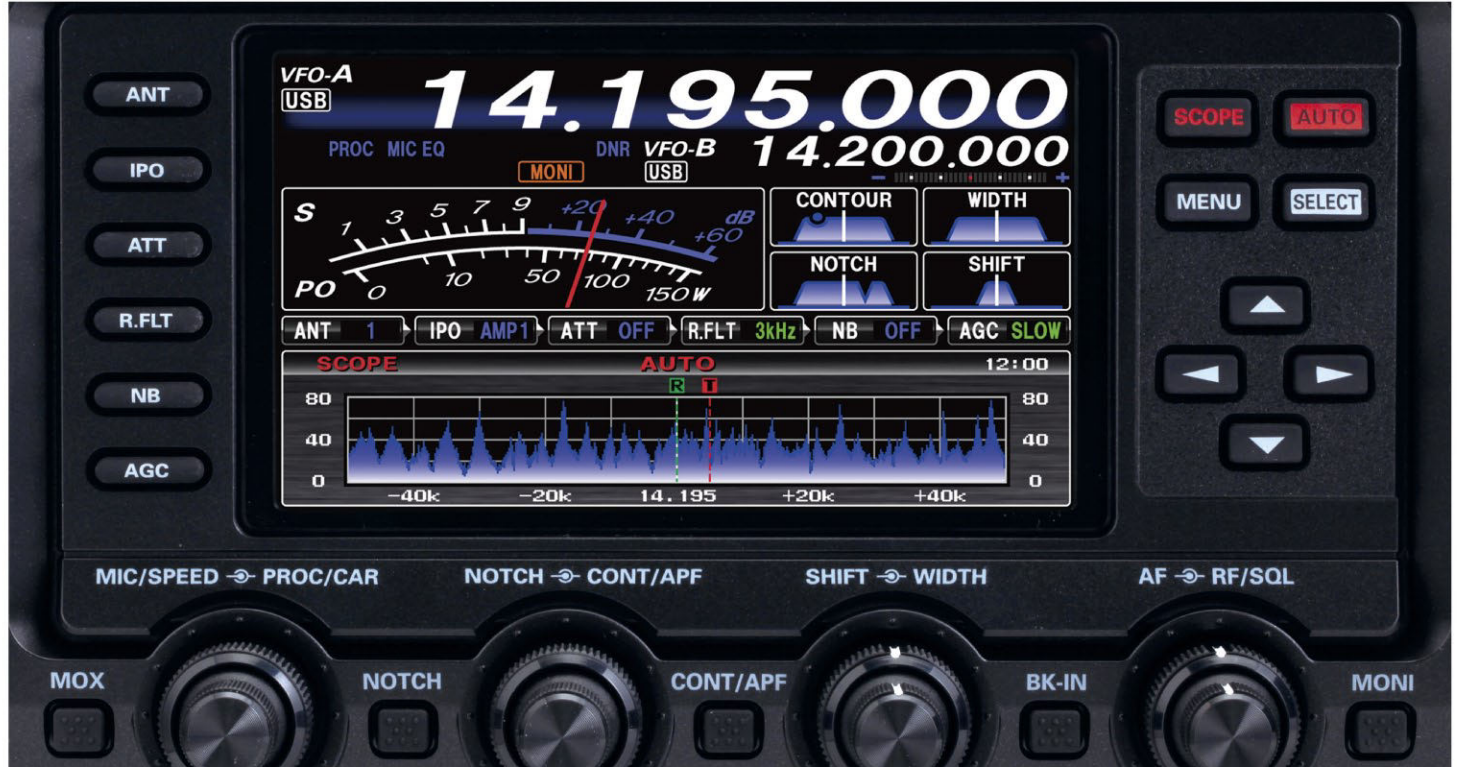 ANT
IPO
ATT
R.FLT
NB
AGC
VFO-A
USB
14.195.000
PROC MIC EQ DNR VFO-B 14.200.000
MONI USB
- +
S 1 3 5 7 9 +20 +40 +60 dB
PO 0 10 50 100 150 W
CONTOUR WIDTH
NOTCH SHIFT
ANT 1 IPO AMP1 ATT OFF R.FLT 3kHz NB OFF AGC SLOW
SCOPE AUTO 12:00
R T
80 80
40 40
0 0
-40k -20k 14.195 +20k +40k
SCOPE AUTO
MENU SELECT
MIC/SPEED PROC/CAR NOTCH CONT/APF SHIFT WIDTH AF RF/SQL
MOX NOTCH CONT/APF BK-IN MONI